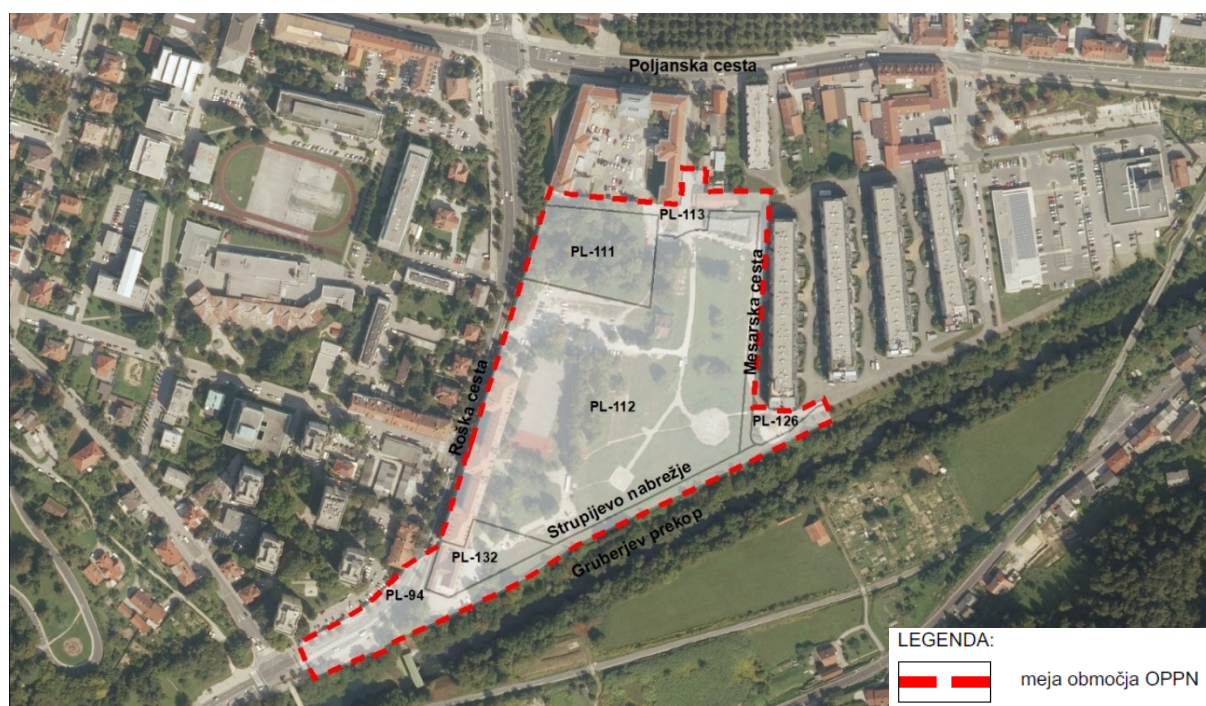 Poljanska cesta
PL-113
PL-111
Mesarska cesta
Roška cesta
PL-112
PL-126
Strupijevo nabrežje
Gruberjev prekop
PL-132
PL-94
LEGENDA:
meja območja OPPN